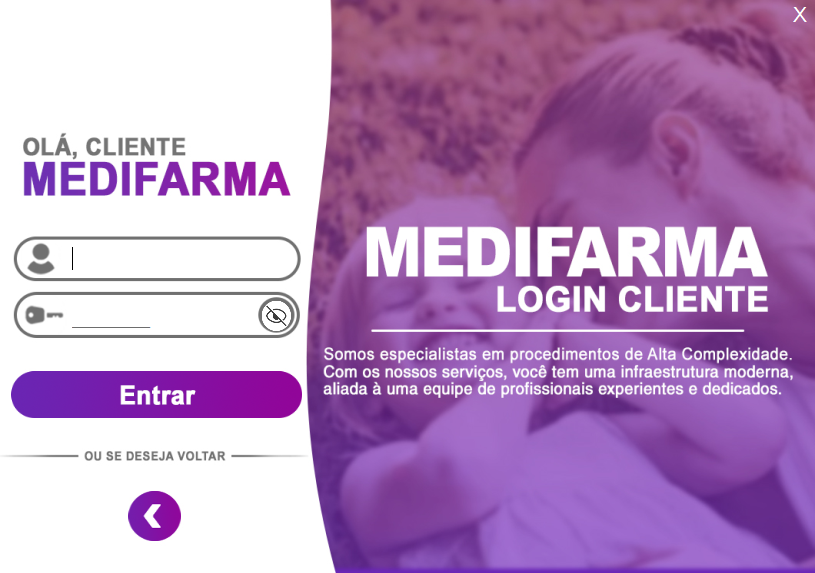 X
OLÁ, CLIENTE
MEDIFARMA
Entrar
OU SE DESEJA VOLTAR
MEDIFARMA
LOGIN CLIENTE
Somos especialistas em procedimentos de Alta Complexidade.
Com os nossos serviços, você tem uma infraestrutura moderna,
aliada à uma equipe de profissionais experientes e dedicados.